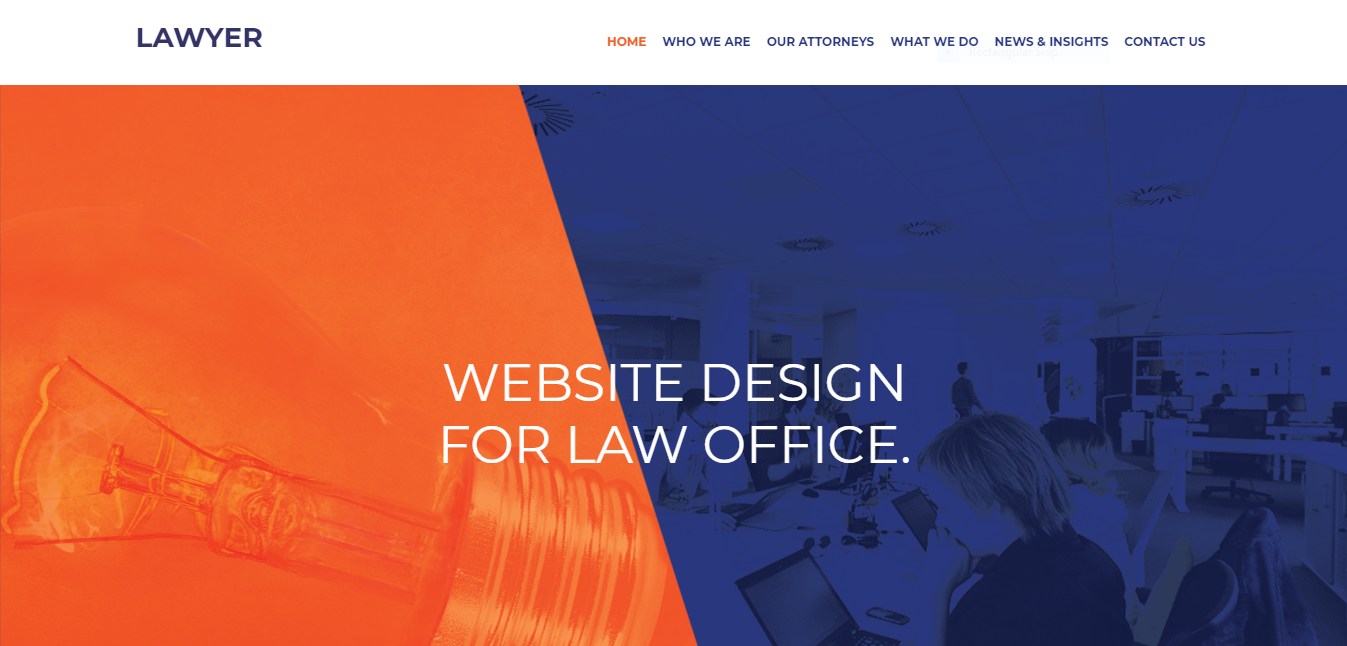 LAWYER
HOME WHO WE ARE OUR ATTORNEYS WHAT WE DO NEWS & INSIGHTS CONTACT US
WEBSITE DESIGN
FOR LAW OFFICE.